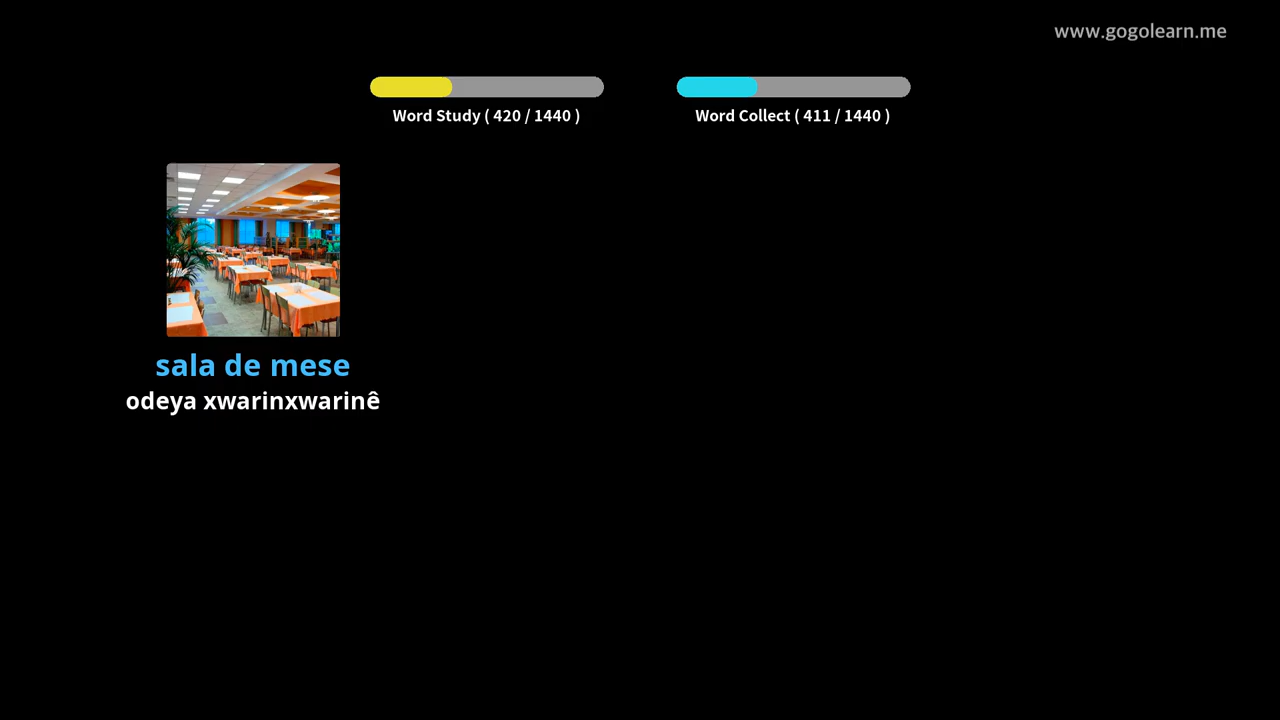 www.gogolearn.me
Word Study ( 420 / 1440 )
Word Collect ( 411 / 1440 )
sala de mese
odeya xwarinxwarinê